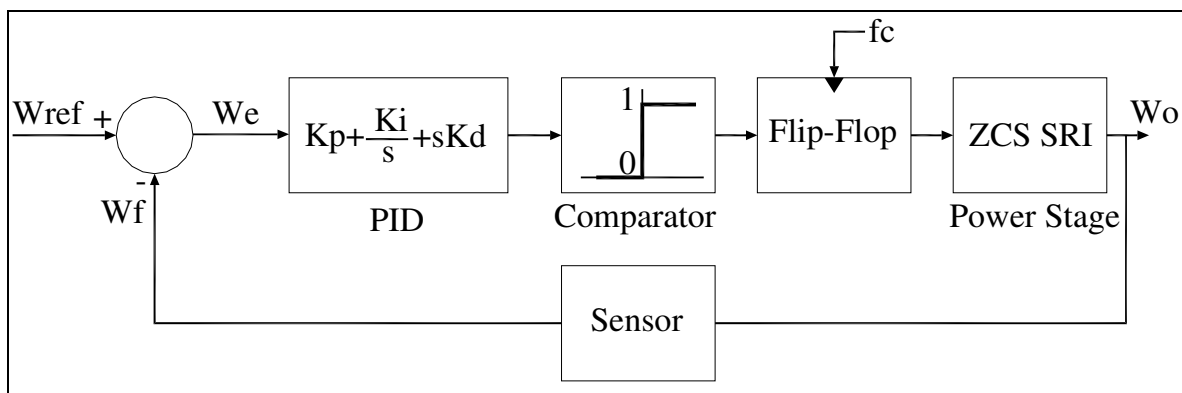 fc
Wref +
We
Kp+Ki/s+sKd
1
0
Flip-Flop
ZCS SRI
Wo
-
Wf
PID
Comparator
Power Stage
Sensor